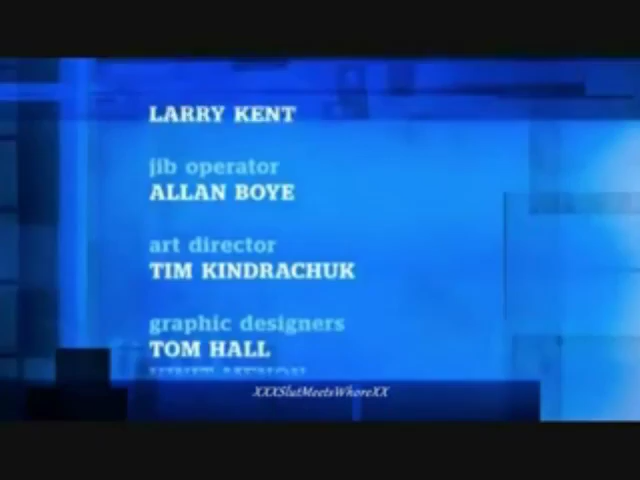 LARRY KENT
jib operator
ALLAN BOYE
art director
TIM KINDRACHUK
graphic designers
TOM HALL
XXXSlutMeetsWhoreXX